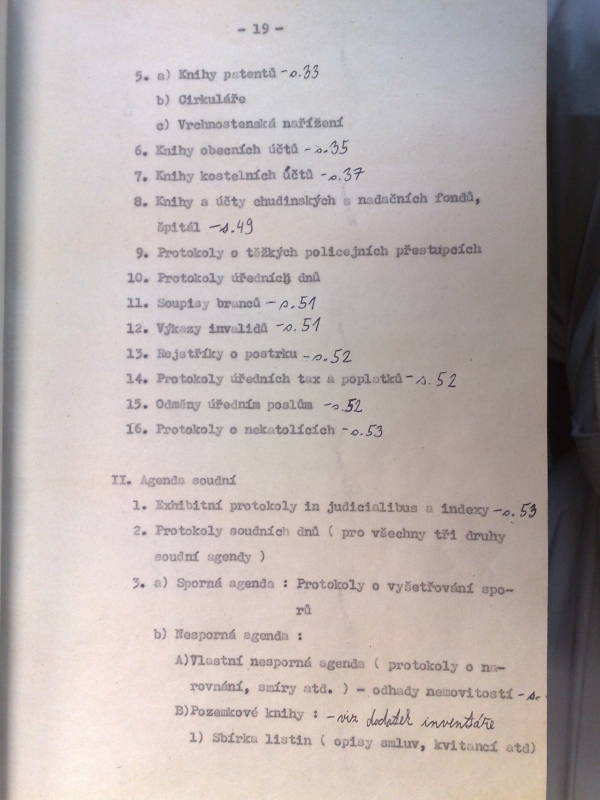 - 19 -
5. a) Knihy patentů - s.33
b) Cirkuláře
c) Vrchnostenská nařízení
6. Knihy obecních účtů - s.35
7. Knihy kostelních účtů - s.37
8. Knihy a účty chudinských a nadačních fondů,
špitál - s.49
9. Protokoly o těžkých policejních přestupcích
10. Protokoly úředních dnů
11. Soupisy branců - s.51
12. Výkazy invalidů - s.51
13. Rejstříky o postrku - s.52
14. Protokoly úředních tax a poplatků - s.52
15. Odměny úředním poslům - s.52
16. Protokoly o nekatolících - s.53
II. Agenda soudní
1. Exhibitní protokoly in judicialibus a indexy - s.53
2. Protokoly soudních dnů ( pro všechny tři druhy
soudní agendy )
3. a) Sporná agenda : Protokoly o vyšetřování spo-
rů
b) Nesporná agenda :
A)Vlastní nesporná agenda ( protokoly o na-
rovnání, smíry atd. ) - odhady nemovitostí - s.
B)Pozemkové knihy : - viz dodatek inventáře
1) Sbírka listin ( opisy smluv, kvitancí atd)